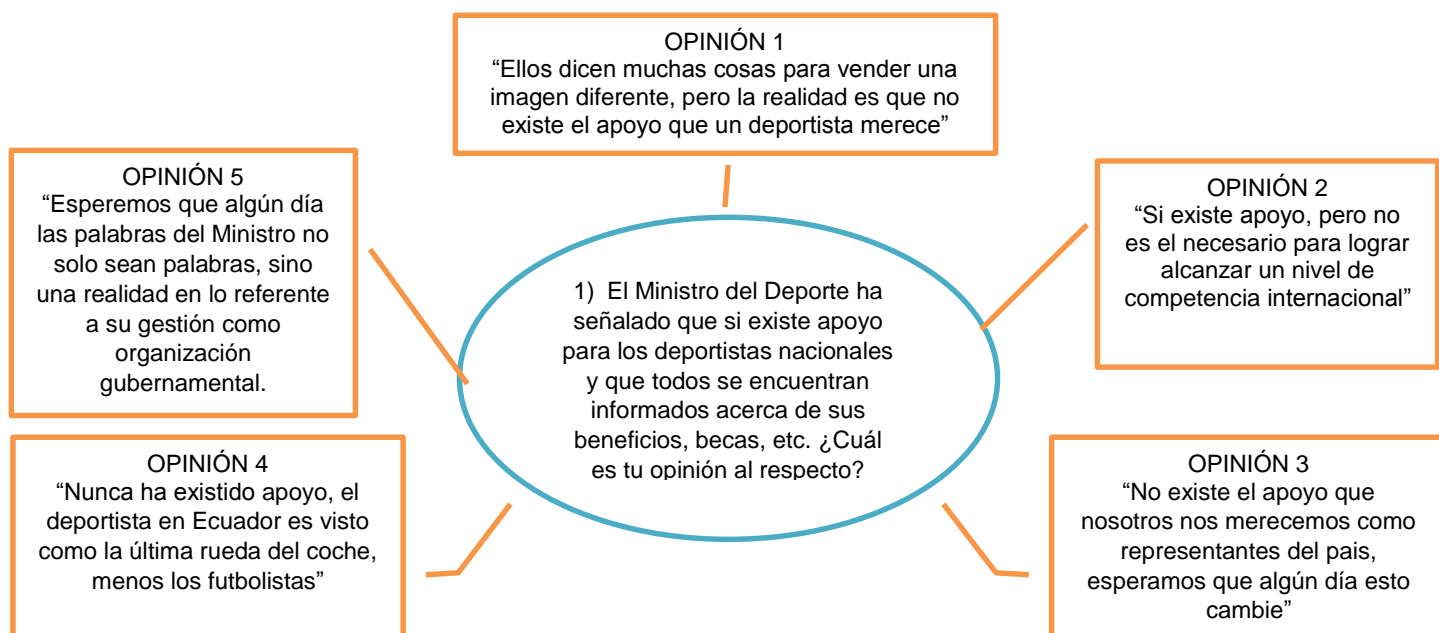 OPINIÓN 1
“Ellos dicen muchas cosas para vender una
imagen diferente, pero la realidad es que no
existe el apoyo que un deportista merece”
OPINIÓN 5
“Esperemos que algún día
las palabras del Ministro no
solo sean palabras, sino
una realidad en lo referente
a su gestión como
organización
gubernamental.
OPINIÓN 2
“Si existe apoyo, pero no
es el necesario para lograr
alcanzar un nivel de
competencia internacional”
1) El Ministro del Deporte ha
señalado que si existe apoyo
para los deportistas nacionales
y que todos se encuentran
informados acerca de sus
beneficios, becas, etc. ¿Cuál
es tu opinión al respecto?
OPINIÓN 4
“Nunca ha existido apoyo, el
deportista en Ecuador es visto
como la última rueda del coche,
menos los futbolistas”
OPINIÓN 3
“No existe el apoyo que
nosotros nos merecemos como
representantes del pais,
esperamos que algún día esto
cambie”